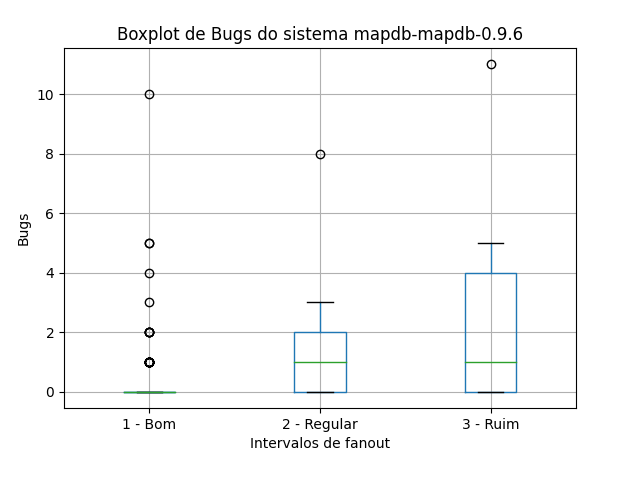 Boxplot de Bugs do sistema mapdb-mapdb-0.9.6
Bugs
10
8
6
4
2
0
1 - Bom
2 - Regular
3 - Ruim
Intervalos de fanout